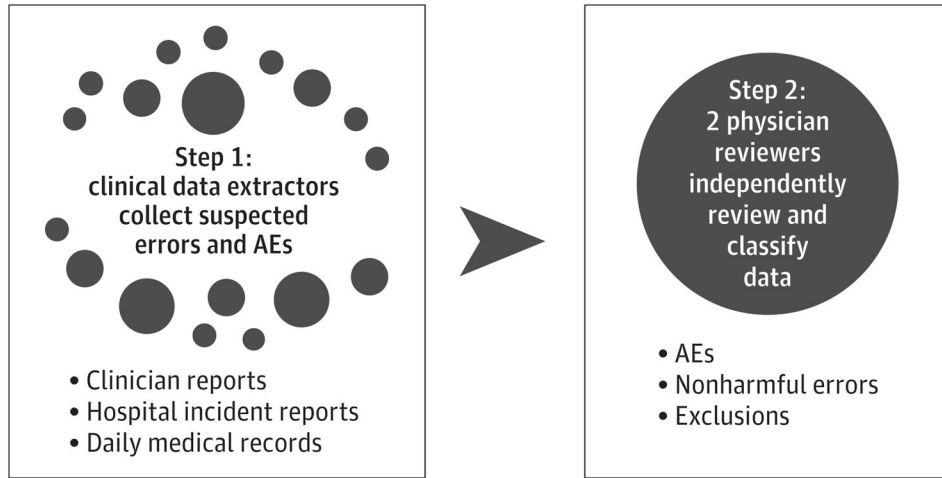 Step 1:
clinical data extractors
collect suspected
errors and AEs
• Clinician reports
• Hospital incident reports
• Daily medical records
Step 2:
2 physician
reviewers
independently
review and
classify
data
• AEs
• Nonharmful errors
• Exclusions